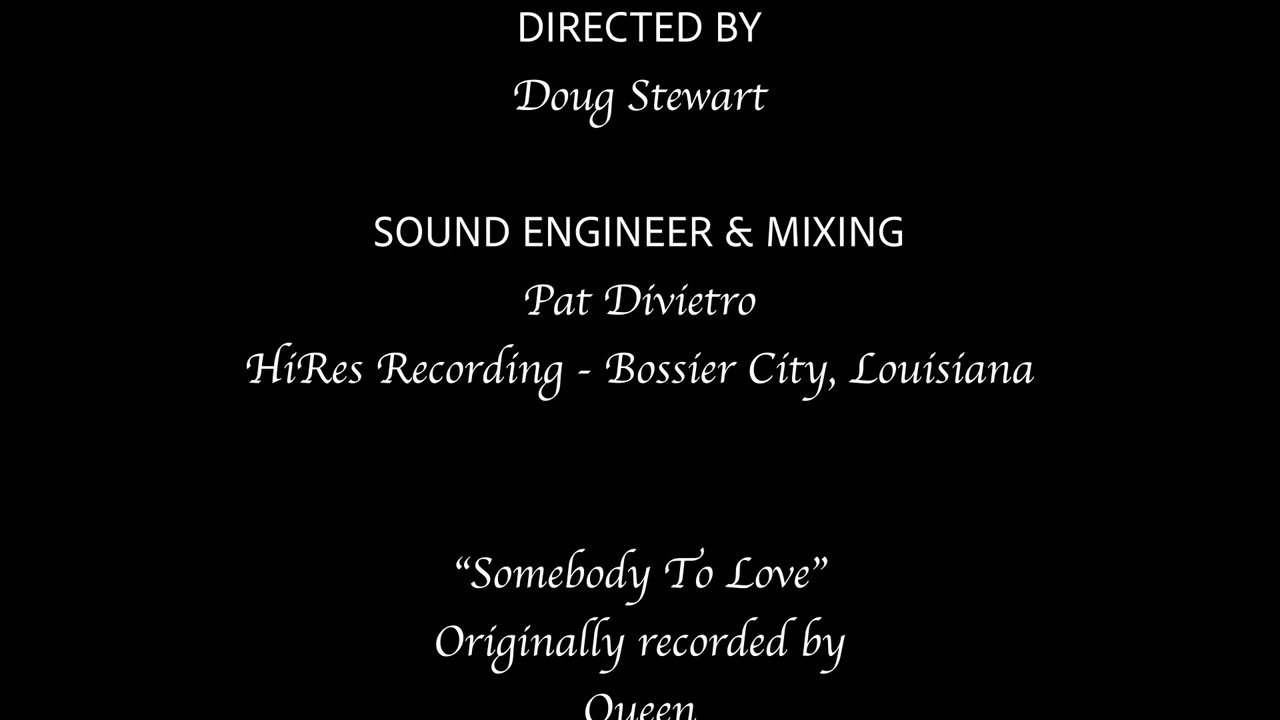 DIRECTED BY
Doug Stewart
SOUND ENGINEER & MIXING
Pat Divietro
HiRes Recording - Bossier City, Louisiana
“Somebody To Love”
Originally recorded by
Queen